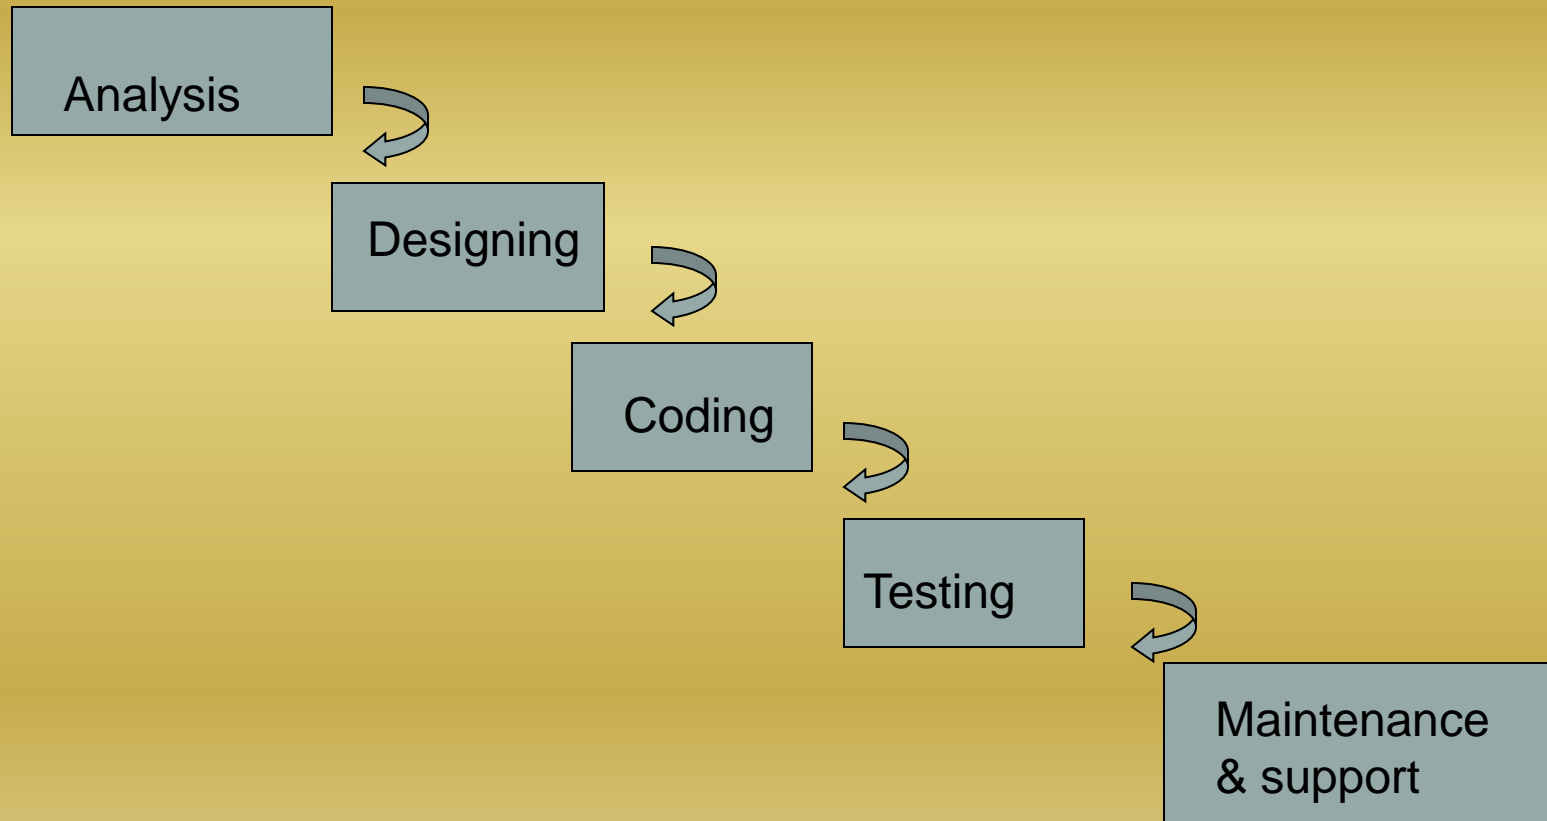 Analysis
Designing
Coding
Testing
Maintenance
& support